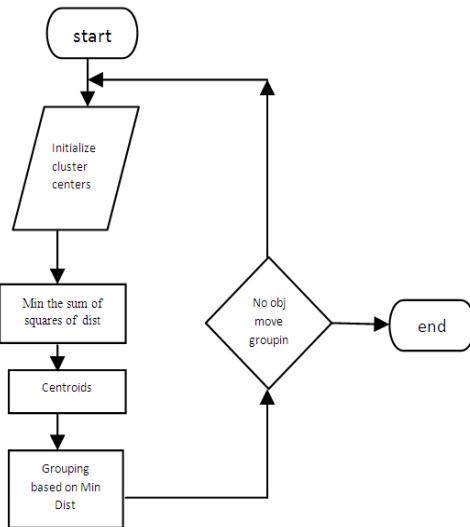 start
Initialize
cluster
centers
Min the sum of
squares of dist
Centroids
Grouping
based on Min
Dist
No obj
move
groupin
end